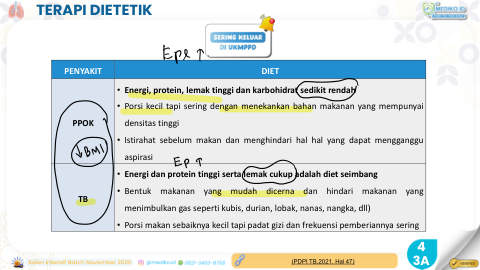 TERAPI DIETETIK
SERING KELUAR
DI UKMPPD
Epl ↑
PENYAKIT
DIET
PPOK
↓ BMI
• Energi, protein, lemak tinggi dan karbohidrat sedikit rendah
• Porsi kecil tapi sering dengan menekankan bahan makanan yang mempunyai
densitas tinggi
• Istirahat sebelum makan dan menghindari hal hal yang dapat mengganggu
aspirasi
Ep ↑
TB
• Energi dan protein tinggi serta lemak cukup adalah diet seimbang
• Bentuk makanan yang mudah dicerna dan hindari makanan yang
menimbulkan gas seperti kubis, durian, lobak, nanas, nangka, dll)
• Porsi makan sebaiknya kecil tapi padat gizi dan frekuensi pemberiannya sering
(PDPI TB,2021, Hal 47)
4
3A